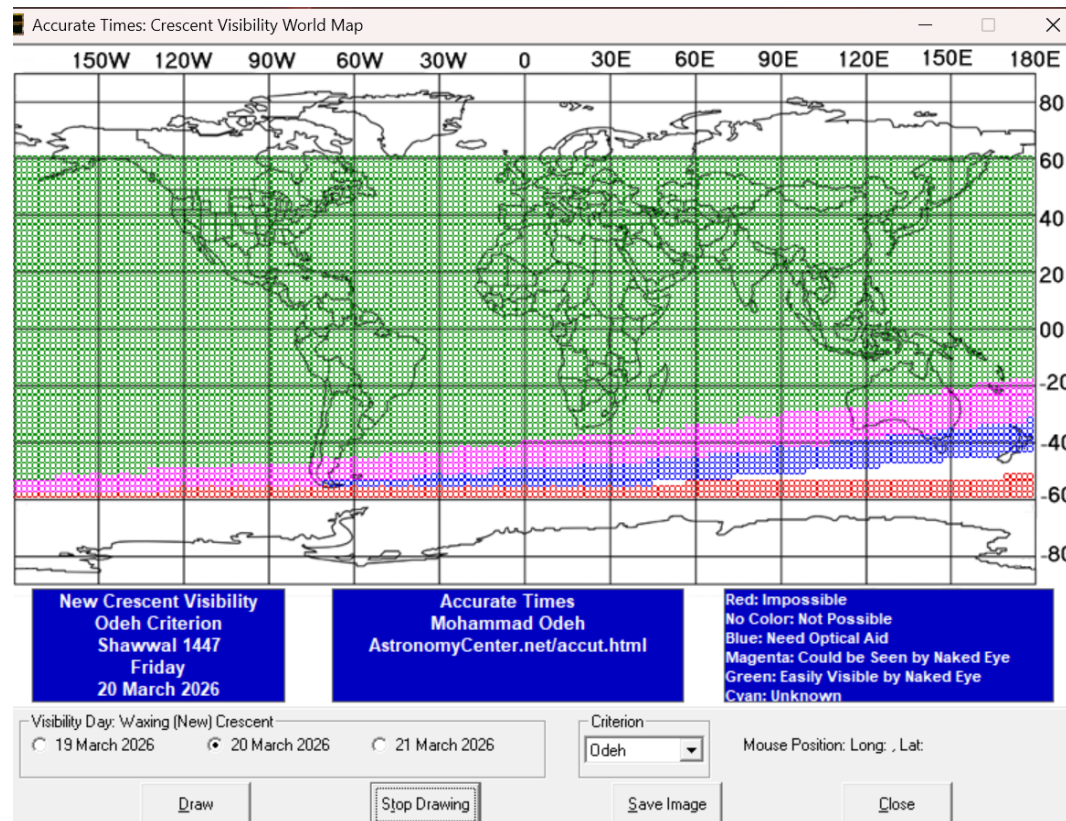 Accurate Times: Crescent Visibility World Map
150W 120W 90W 60W 30W 0 30E 60E 90E 120E 150E 180E
80
60
40
20
00
-20
-40
-60
-80
New Crescent Visibility
Odeh Criterion
Shawwal 1447
Friday
20 March 2026
Accurate Times
Mohammad Odeh
AstronomyCenter.net/accut.html
Red: Impossible
No Color: Not Possible
Blue: Need Optical Aid
Magenta: Could be Seen by Naked Eye
Green: Easily Visible by Naked Eye
Cyan: Unknown
Visibility Day: Waxing (New) Crescent
19 March 2026 20 March 2026 21 March 2026
Criterion
Odeh
Mouse Position: Long: , Lat:
Draw Stop Drawing Save Image Close